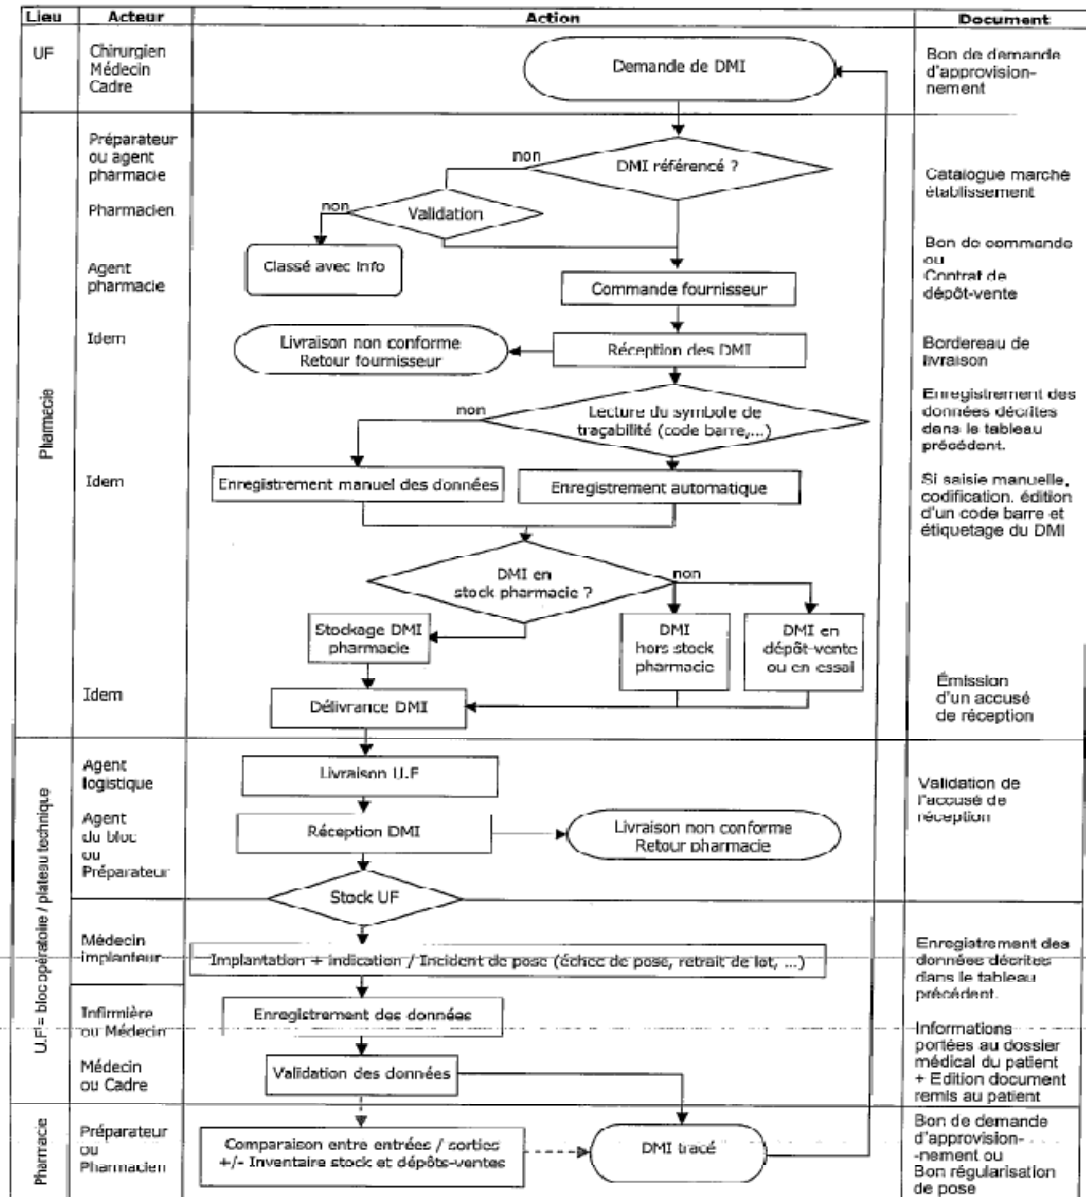 Lieu Acteur Action Document
UF
Chirurgien
Médecin
Cadre
Demande de DMI
Bon de demande
d'approvision-
nement
Pharmacie
Préparateur
ou agent
pharmacie
non
DMI référencé ?
Catalogue marché
établissement
Pharmacien
non
Validation
Classé avec Info
Agent
pharmacie
Commande fournisseur
Bon de commande
ou
Contrat de
dépôt-vente
Idem
Livraison non conforme
Retour fournisseur
Réception des DMI
Bordereau de
livraison
non
Lecture du symbole de
traçabilité (code barre,...)
Enregistrement des
données décrites
dans le tableau
précédent.
Idem
Enregistrement manuel des données
Enregistrement automatique
Si saisie manuelle,
codification, édition
d'un code barre et
étiquetage du DMI
DMI en
stock pharmacie ?
non
Stockage DMI
pharmacie
DMI
hors stock
pharmacie
DMI en
dépôt-vente
ou en essai
Idem
Délivrance DMI
Émission
d'un accusé
de réception
U.F = bloc opératoire / plateau technique
Agent
logistique
Livraison U.F
Validation de
l'accusé de
réception
Agent
du bloc
ou
Préparateur
Réception DMI
Livraison non conforme
Retour pharmacie
Stock UF
Médecin
implanteur
Implantation + indication / Incident de pose (échec de pose, retrait de lot, ...)
Enregistrement des
données décrites
dans le tableau
précédent.
Infirmière
ou Médecin
Enregistrement des données
Informations
portées au dossier
médical du patient
+ Edition document
remis au patient
Médecin
ou Cadre
Validation des données
Pharmacie
Préparateur
ou
Pharmacien
Comparaison entre entrées / sorties
+/- Inventaire stock et dépôts-ventes
DMI tracé
Bon de demande
d'approvision-
-nement ou
Bon régularisation
de pose